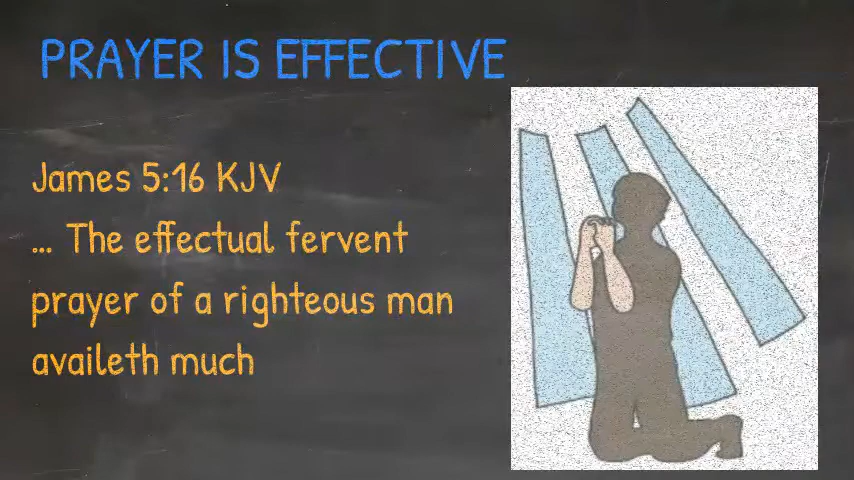 PRAYER IS EFFECTIVE
James 5:16 KJV
... The effectual fervent
prayer of a righteous man
availeth much